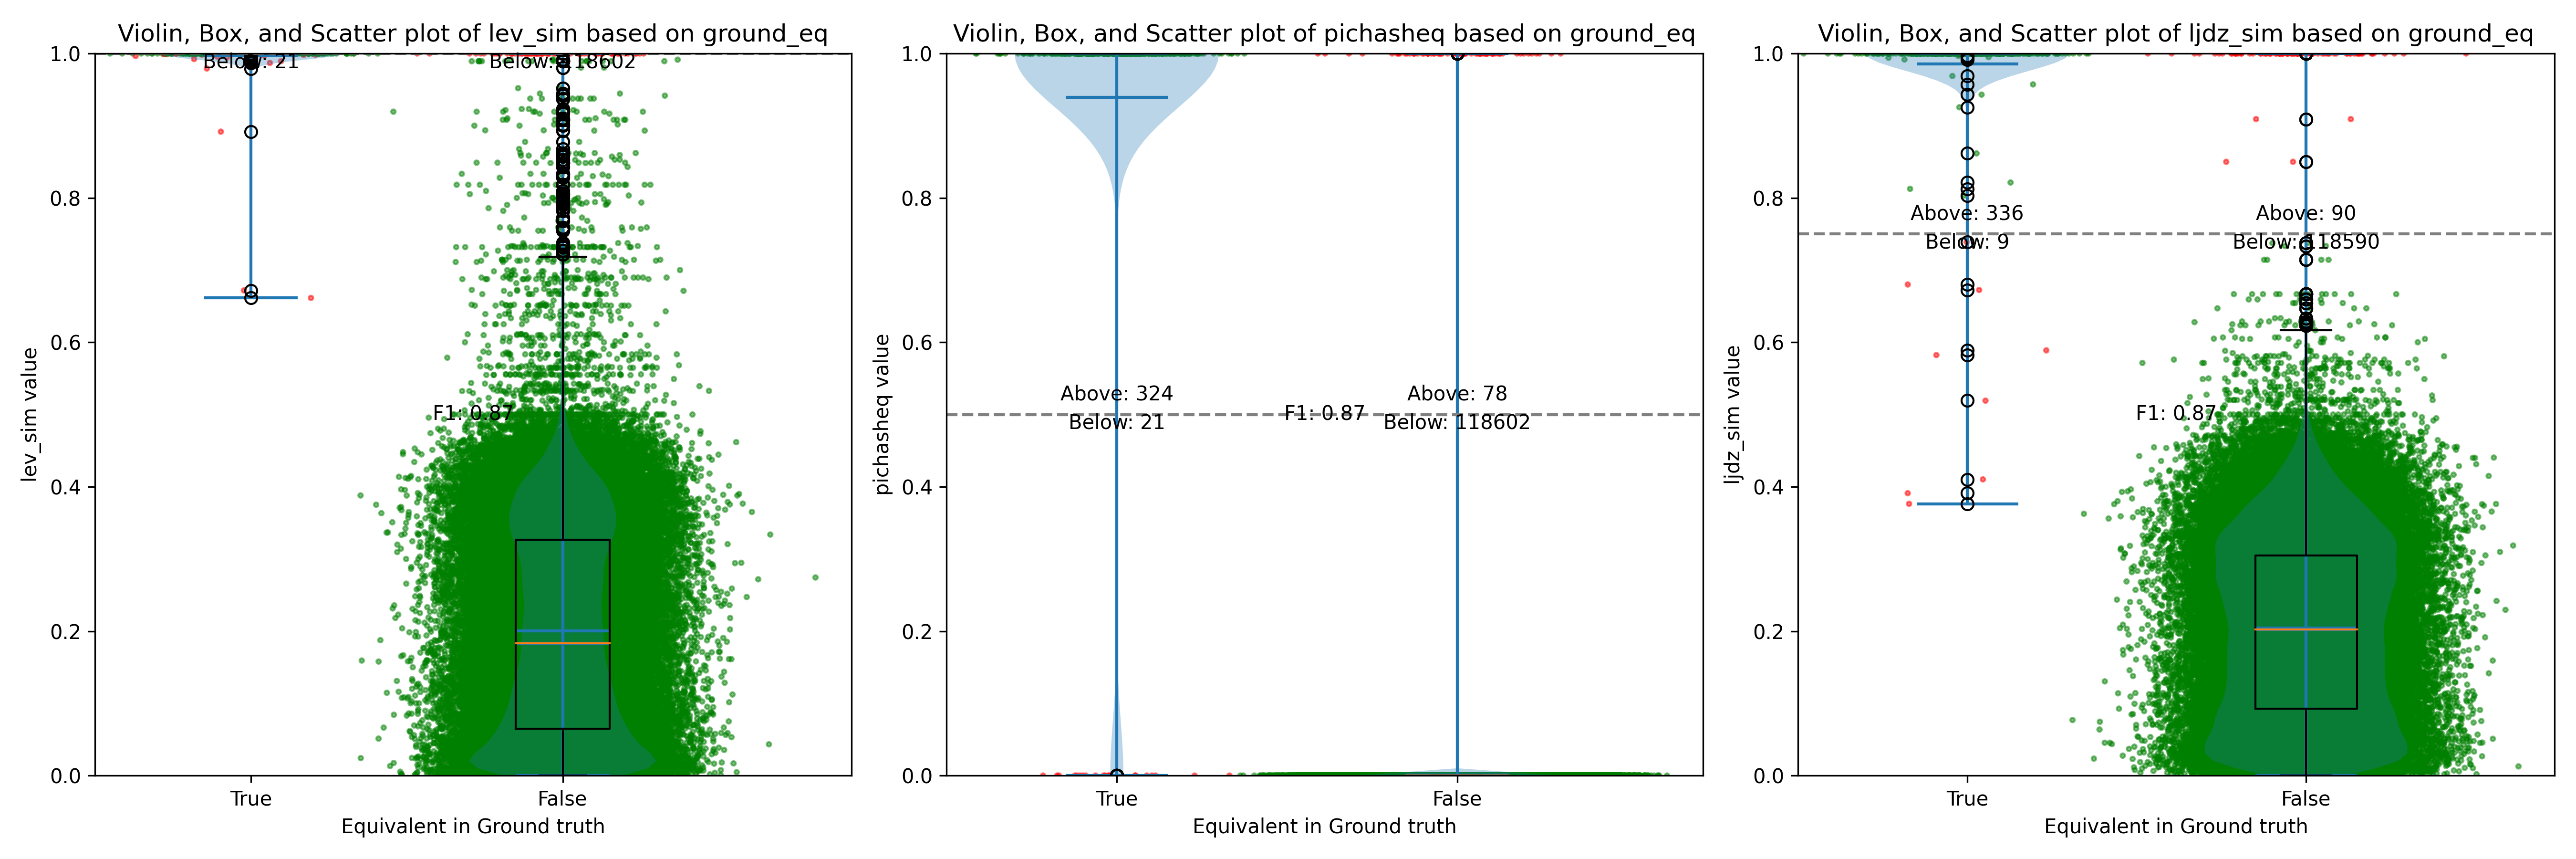 Violin, Box, and Scatter plot of lev_sim based on ground_eq
1.0
0.8
0.6
0.4
0.2
0.0
lev_sim value
Below: 21
Below: 118602
F1: 0.87
True
False
Equivalent in Ground truth
Violin, Box, and Scatter plot of pichasheq based on ground_eq
1.0
0.8
0.6
0.4
0.2
0.0
pichasheq value
Above: 324
Below: 21
F1: 0.87
Above: 78
Below: 118602
True
False
Equivalent in Ground truth
Violin, Box, and Scatter plot of ljdz_sim based on ground_eq
1.0
0.8
0.6
0.4
0.2
0.0
ljdz_sim value
Above: 336
Below: 9
Above: 90
Below: 118590
F1: 0.87
True
False
Equivalent in Ground truth